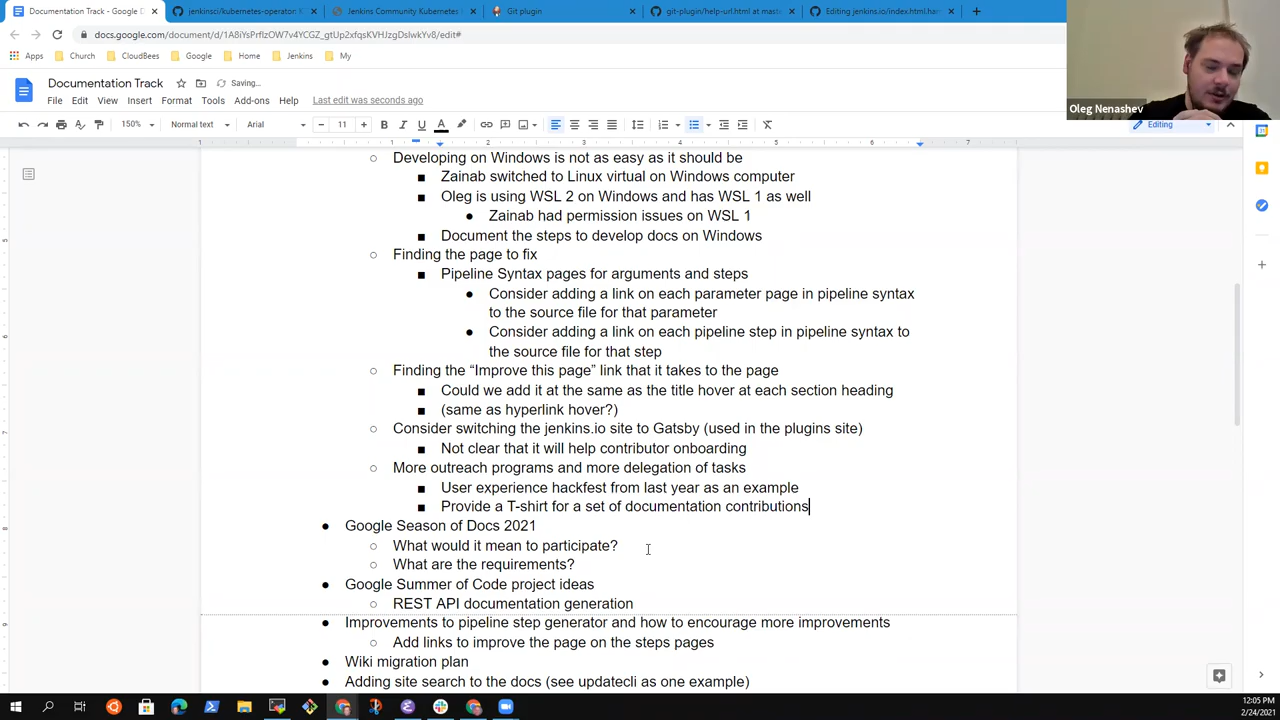 Documentation Track - G
jenkinsci/kubernetes-operator: K
Jenkins Community Kubernetes
Git plugin
git-plugin/help-url.html at mast
Editing jenkins.io/index.html.ha
docs.google.com/document/d/1A8iYsPrflzOW7v4YCGZ_gtUp2xfqsKVHJzgDslwkYv8/edit#
Apps
Church
CloudBees
Google
Home
Jenkins
My
Documentation Track
Saving...
File Edit View Insert Format Tools Add-ons Help Last edit was seconds ago
150% Normal text Arial 11 Editing
Oleg Nenashev
Developing on Windows is not as easy as it should be
Zainab switched to Linux virtual on Windows computer
Oleg is using WSL 2 on Windows and has WSL 1 as well
Zainab had permission issues on WSL 1
Document the steps to develop docs on Windows
Finding the page to fix
Pipeline Syntax pages for arguments and steps
Consider adding a link on each parameter page in pipeline syntax
to the source file for that parameter
Consider adding a link on each pipeline step in pipeline syntax to
the source file for that step
Finding the “Improve this page” link that it takes to the page
Could we add it at the same as the title hover at each section heading
(same as hyperlink hover?)
Consider switching the jenkins.io site to Gatsby (used in the plugins site)
Not clear that it will help contributor onboarding
More outreach programs and more delegation of tasks
User experience hackfest from last year as an example
Provide a T-shirt for a set of documentation contributions
Google Season of Docs 2021
What would it mean to participate?
What are the requirements?
Google Summer of Code project ideas
REST API documentation generation
Improvements to pipeline step generator and how to encourage more improvements
Add links to improve the page on the steps pages
Wiki migration plan
Adding site search to the docs (see updatecli as one example)
12:05 PM
2/24/2021